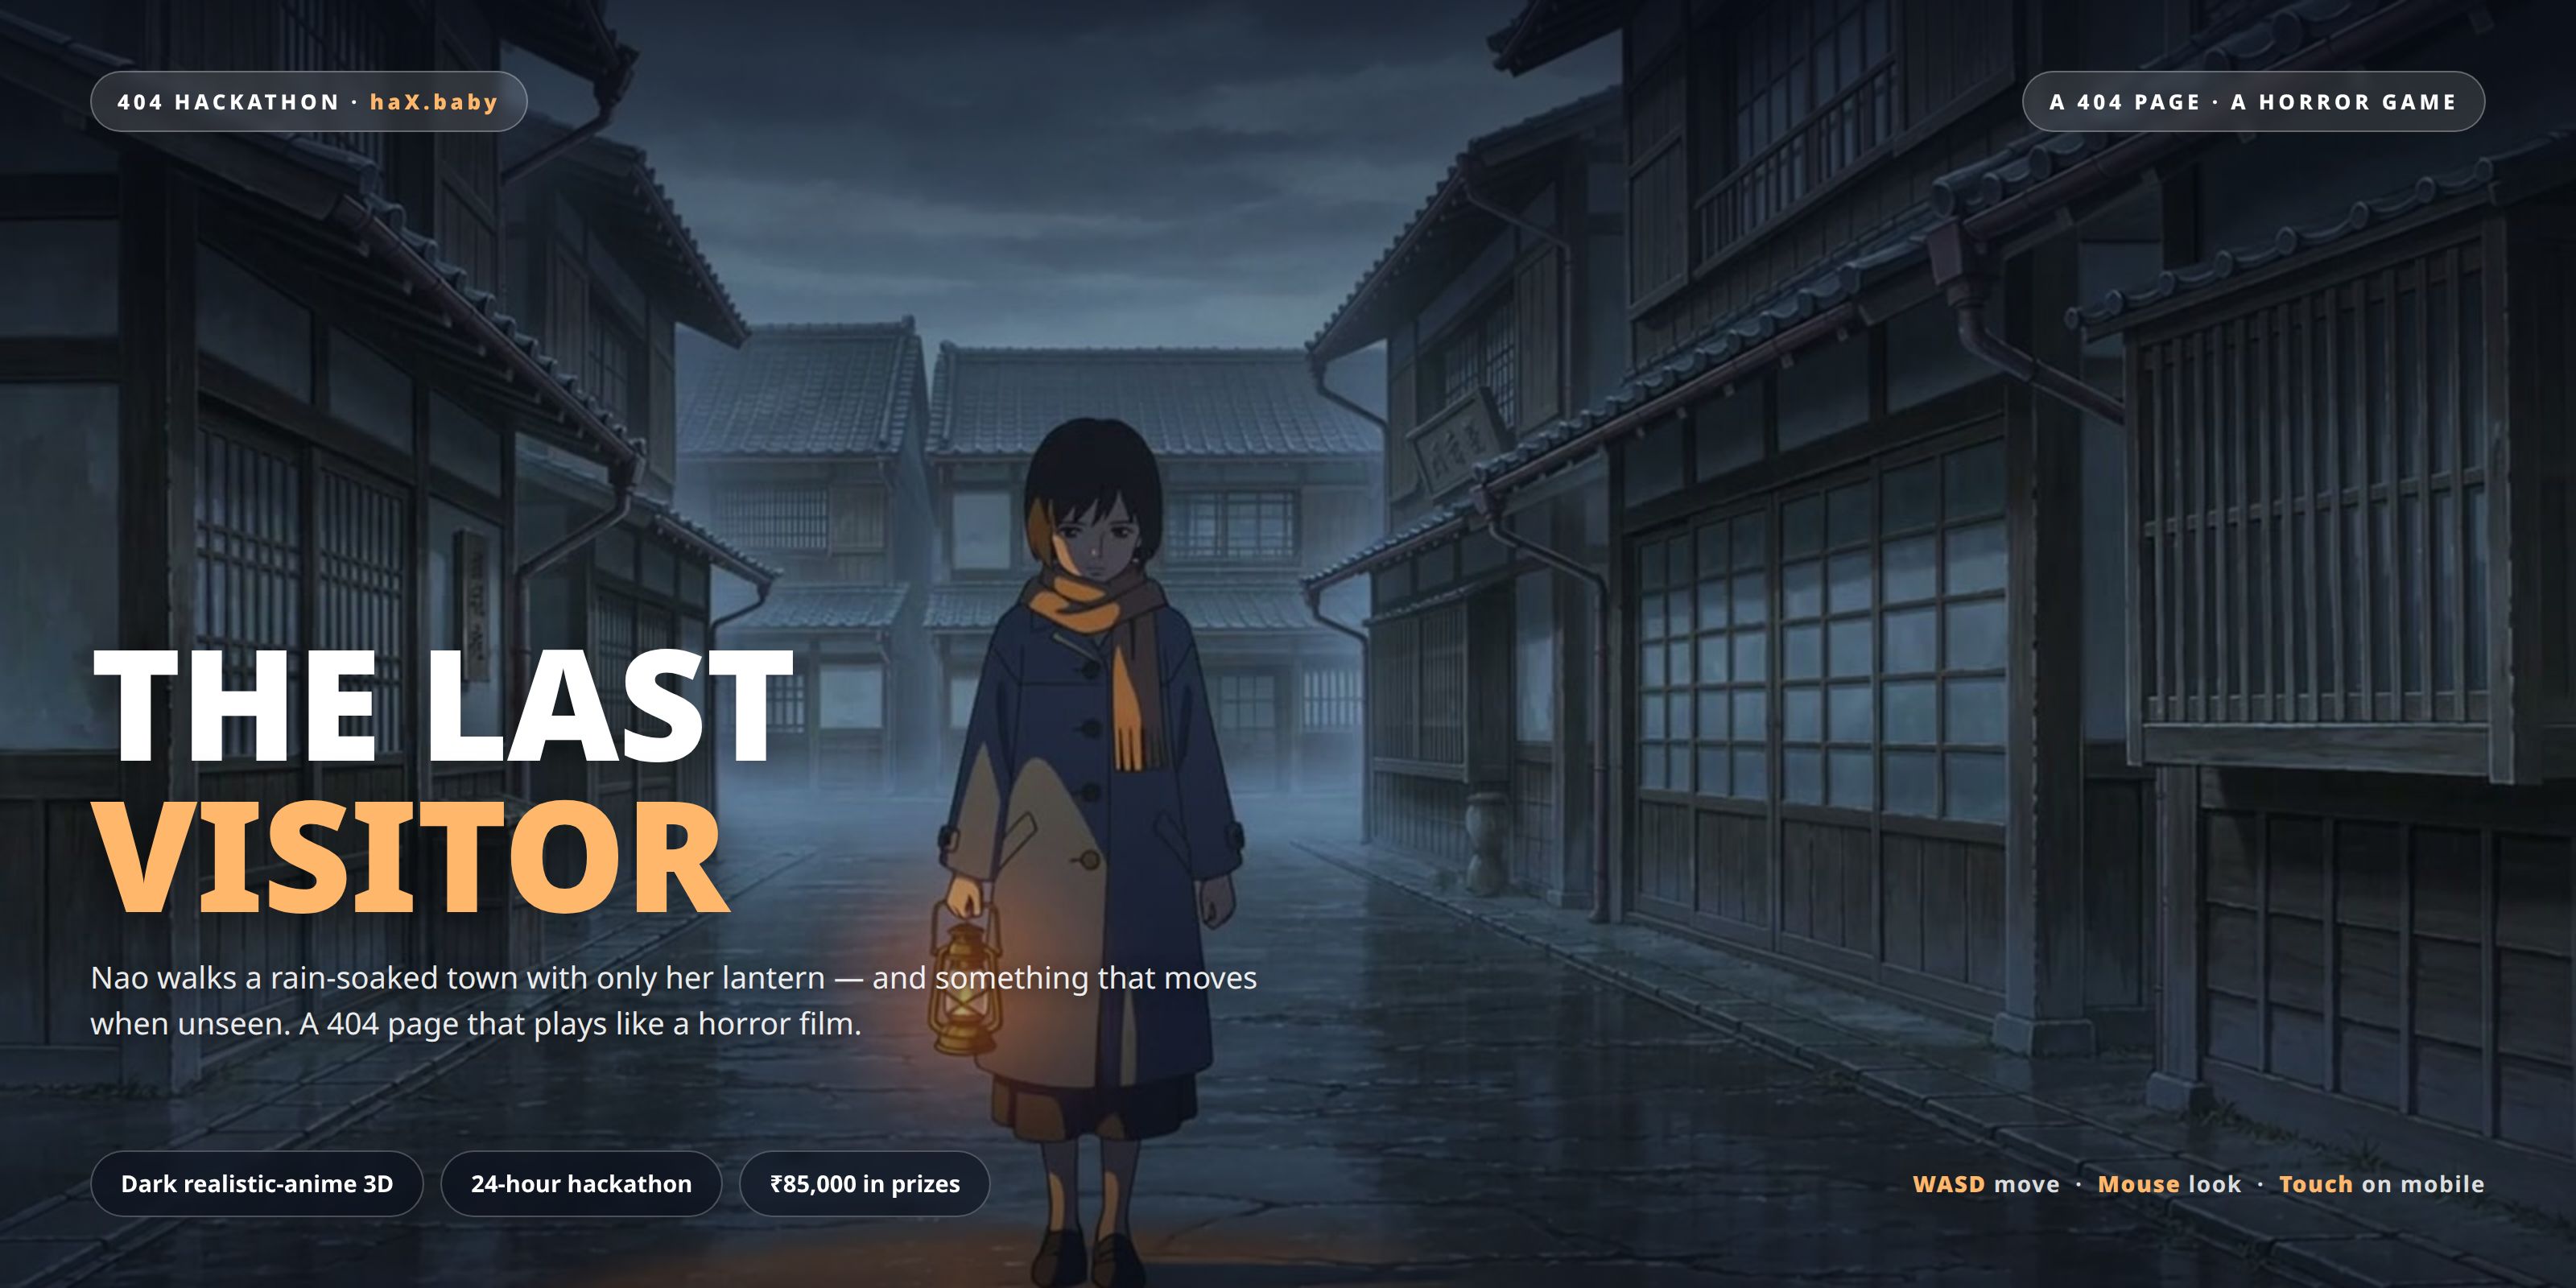 404 HACKATHON · haX.baby
A 404 PAGE · A HORROR GAME
THE LAST
VISITOR
Nao walks a rain-soaked town with only her lantern — and something that moves
when unseen. A 404 page that plays like a horror film.
Dark realistic-anime 3D
24-hour hackathon
₹85,000 in prizes
WASD move · Mouse look · Touch on mobile